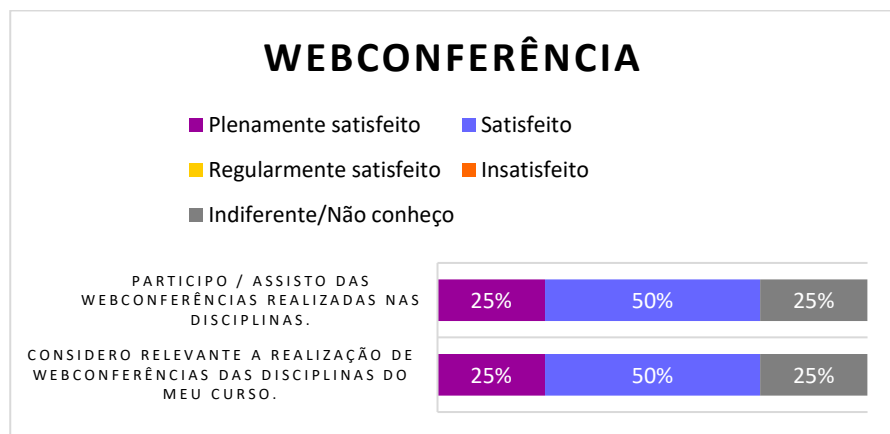 WEBCONFERÊNCIA
Plenamente satisfeito
Satisfeito
Regularmente satisfeito
Insatisfeito
Indiferente/Não conheço
PARTICIPO / ASSISTO DAS
WEBCONFERÊNCIAS REALIZADAS NAS
DISCIPLINAS.
25%
50%
25%
CONSIDERO RELEVANTE A REALIZAÇÃO DE
WEBCONFERÊNCIAS DAS DISCIPLINAS DO
MEU CURSO.
25%
50%
25%